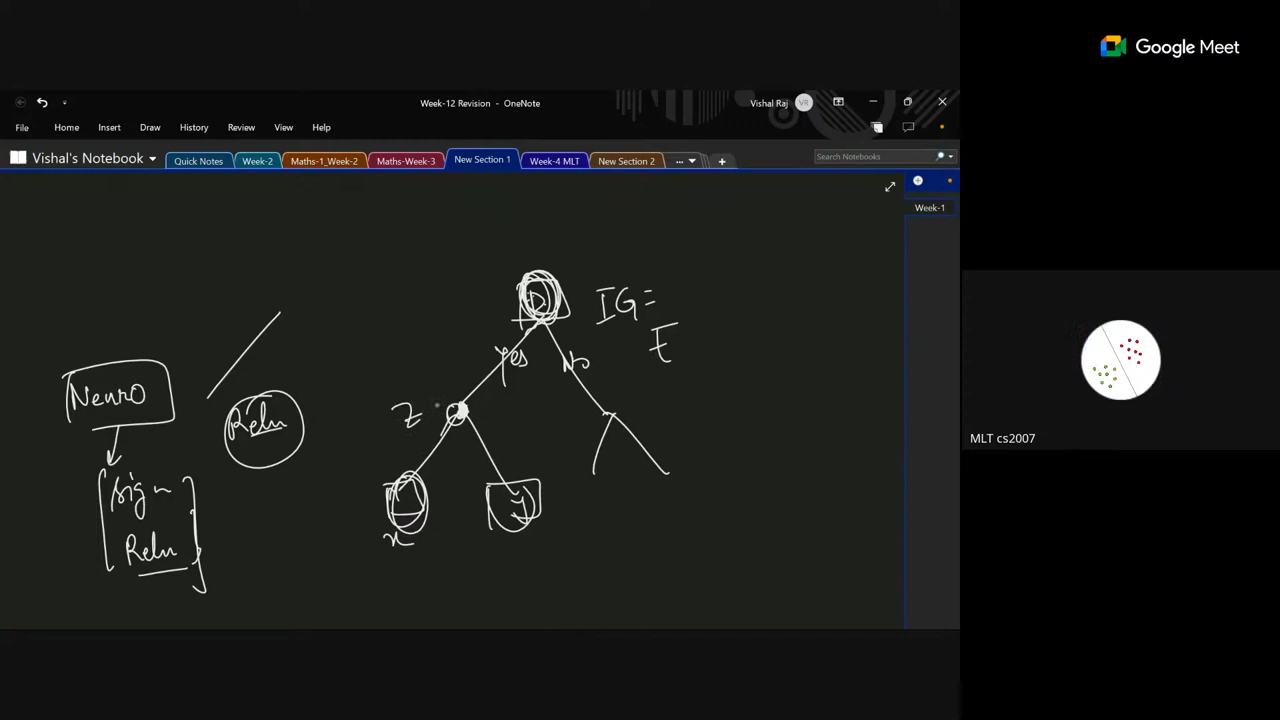 Google Meet
Week-12 Revision - OneNote
Vishal Raj
VR
File Home Insert Draw History Review View Help
Vishal's Notebook
Quick Notes
Week-2
Maths-1_Week-2
Maths-Week-3
New Section 1
Week-4 MLT
New Section 2
...
Search Notebooks
Week-1
D
IG=
E
Yes
No
Z
x
y
Neuro
Relu
Sign
Relu
MLT cs2007